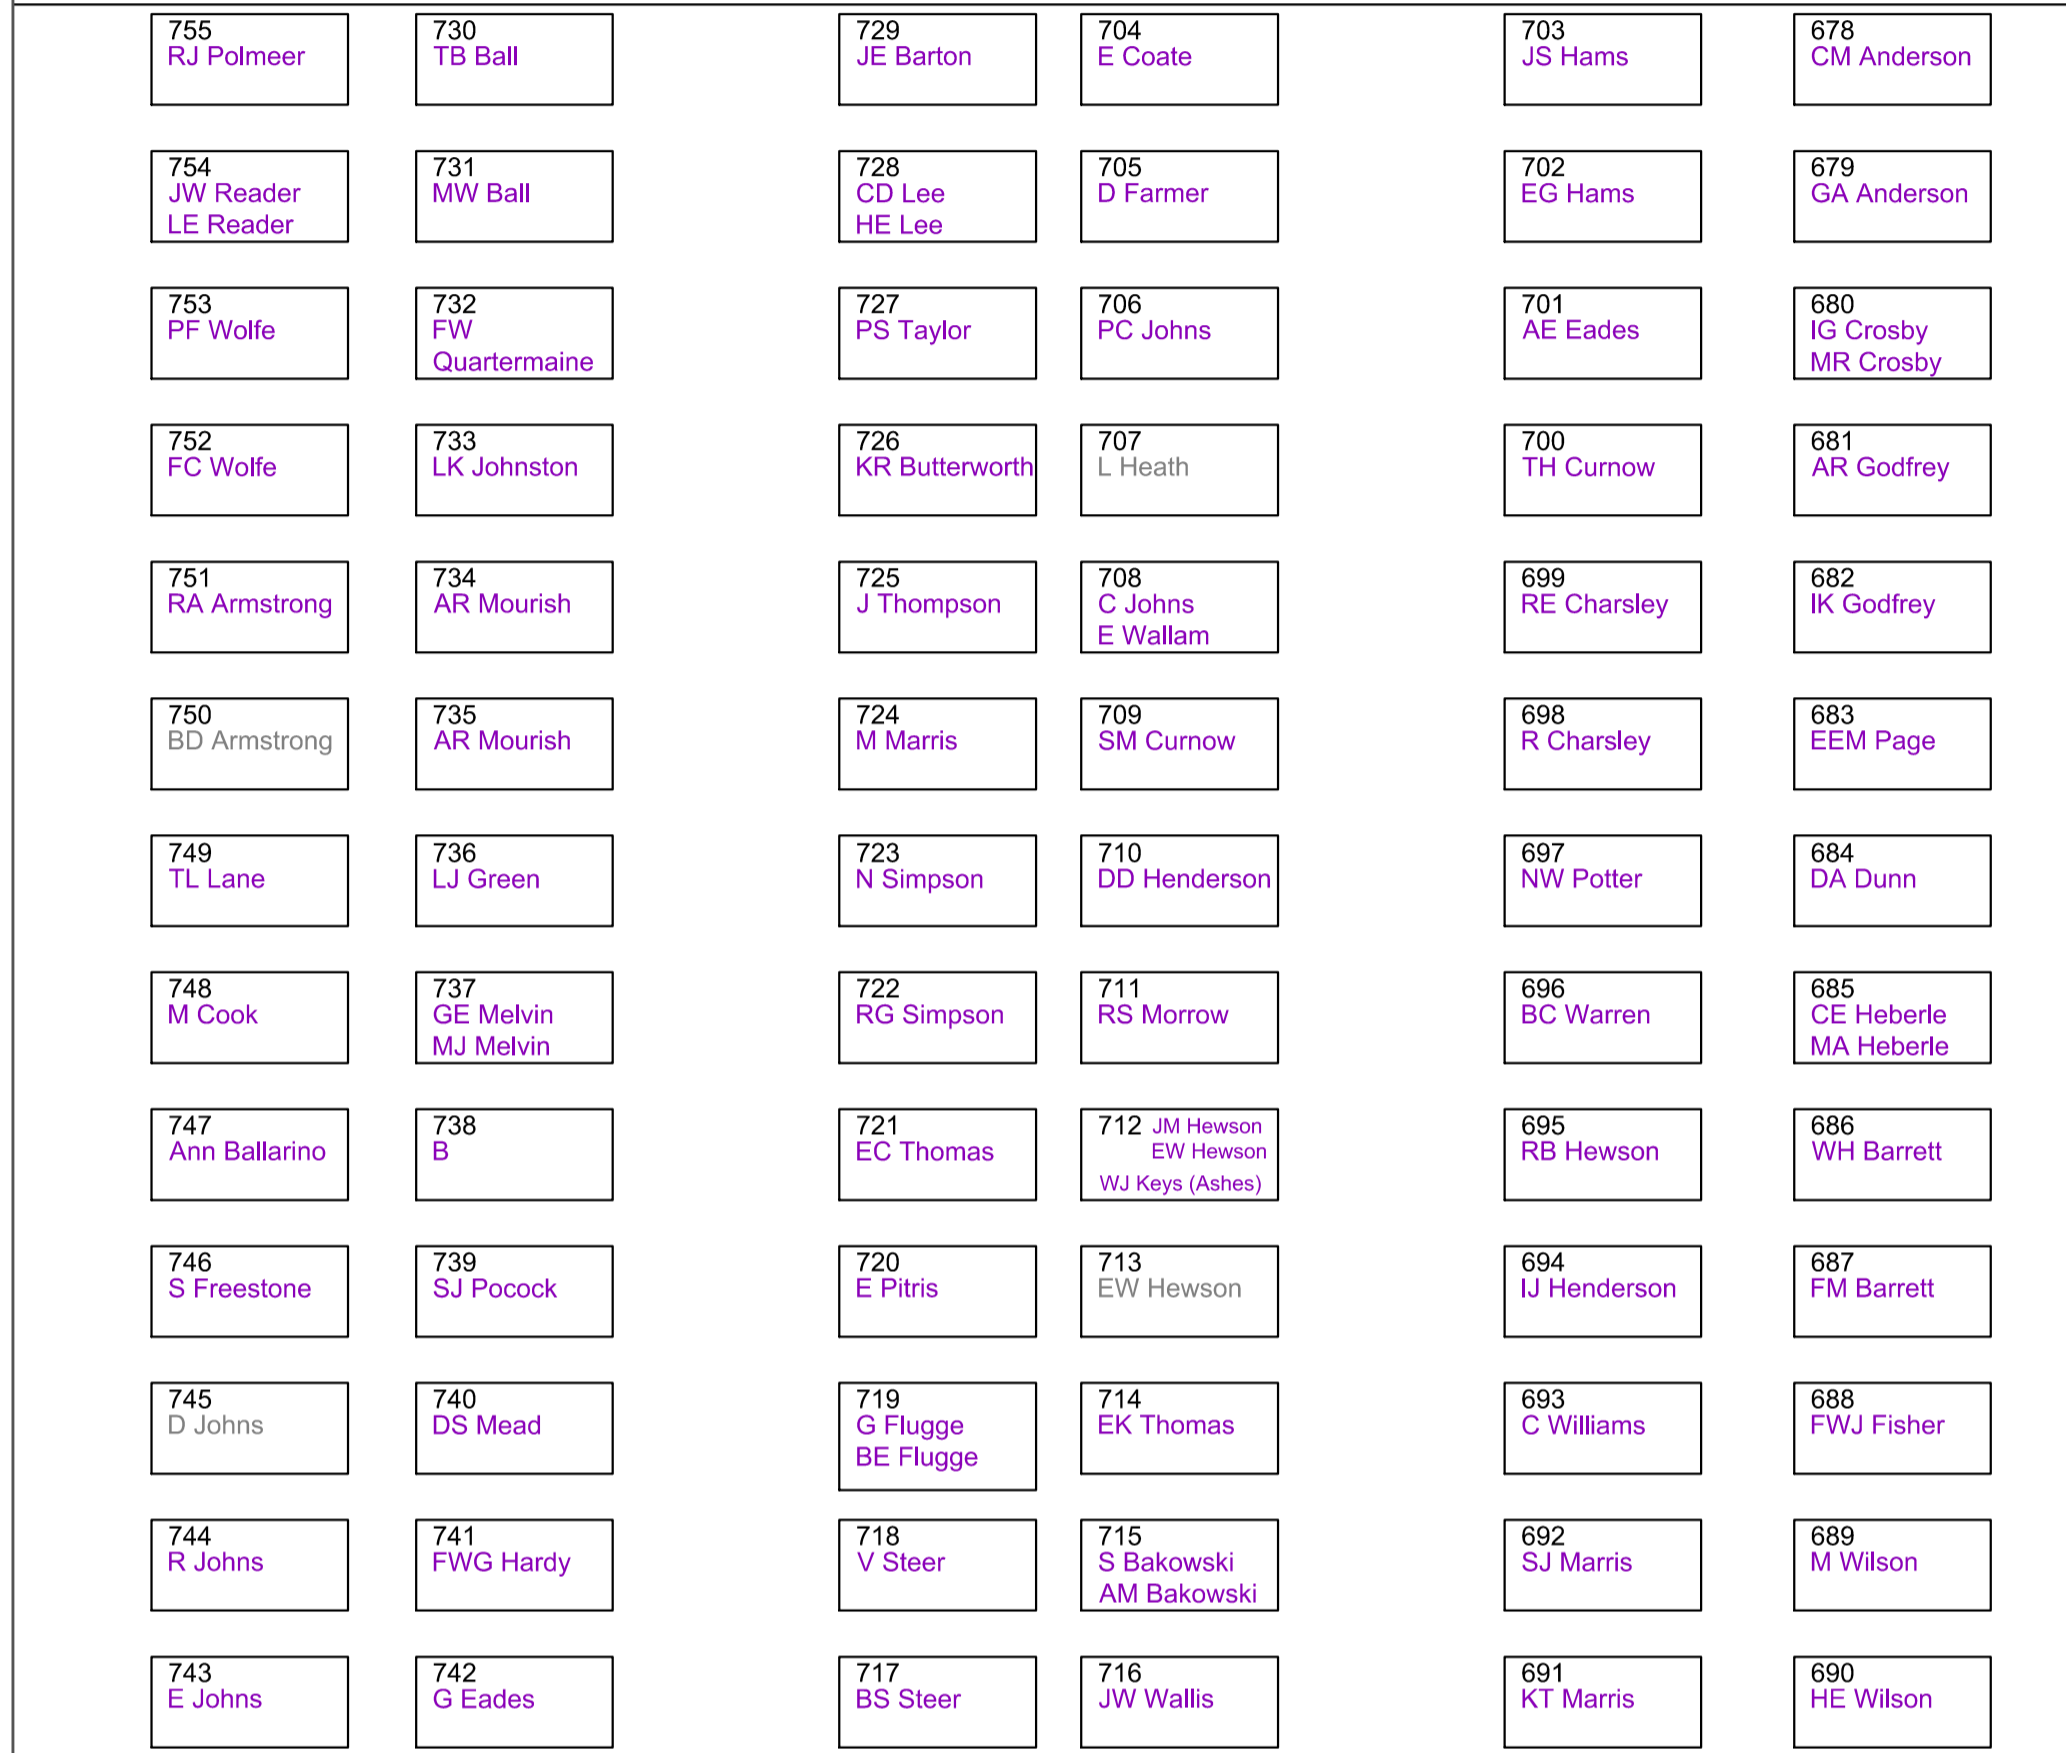 755
RJ Polmeer
730
TB Ball
729
JE Barton
704
E Coate
703
JS Hams
678
CM Anderson
754
JW Reader
LE Reader
731
MW Ball
728
CD Lee
HE Lee
705
D Farmer
702
EG Hams
679
GA Anderson
753
PF Wolfe
732
FW
Quartermaine
727
PS Taylor
706
PC Johns
701
AE Eades
680
IG Crosby
MR Crosby
752
FC Wolfe
733
LK Johnston
726
KR Butterworth
707
L Heath
700
TH Curnow
681
AR Godfrey
751
RA Armstrong
734
AR Mourish
725
J Thompson
708
C Johns
E Wallam
699
RE Charsley
682
IK Godfrey
750
BD Armstrong
735
AR Mourish
724
M Marris
709
SM Curnow
698
R Charsley
683
EEM Page
749
TL Lane
736
LJ Green
723
N Simpson
710
DD Henderson
697
NW Potter
684
DA Dunn
748
M Cook
737
GE Melvin
MJ Melvin
722
RG Simpson
711
RS Morrow
696
BC Warren
685
CE Heberle
MA Heberle
747
Ann Ballarino
738
B
721
EC Thomas
712 JM Hewson
EW Hewson
WJ Keys (Ashes)
695
RB Hewson
686
WH Barrett
746
S Freestone
739
SJ Pocock
720
E Pitris
713
EW Hewson
694
IJ Henderson
687
FM Barrett
745
D Johns
740
DS Mead
719
G Flugge
BE Flugge
714
EK Thomas
693
C Williams
688
FWJ Fisher
744
R Johns
741
FWG Hardy
718
V Steer
715
S Bakowski
AM Bakowski
692
SJ Marris
689
M Wilson
743
E Johns
742
G Eades
717
BS Steer
716
JW Wallis
691
KT Marris
690
HE Wilson